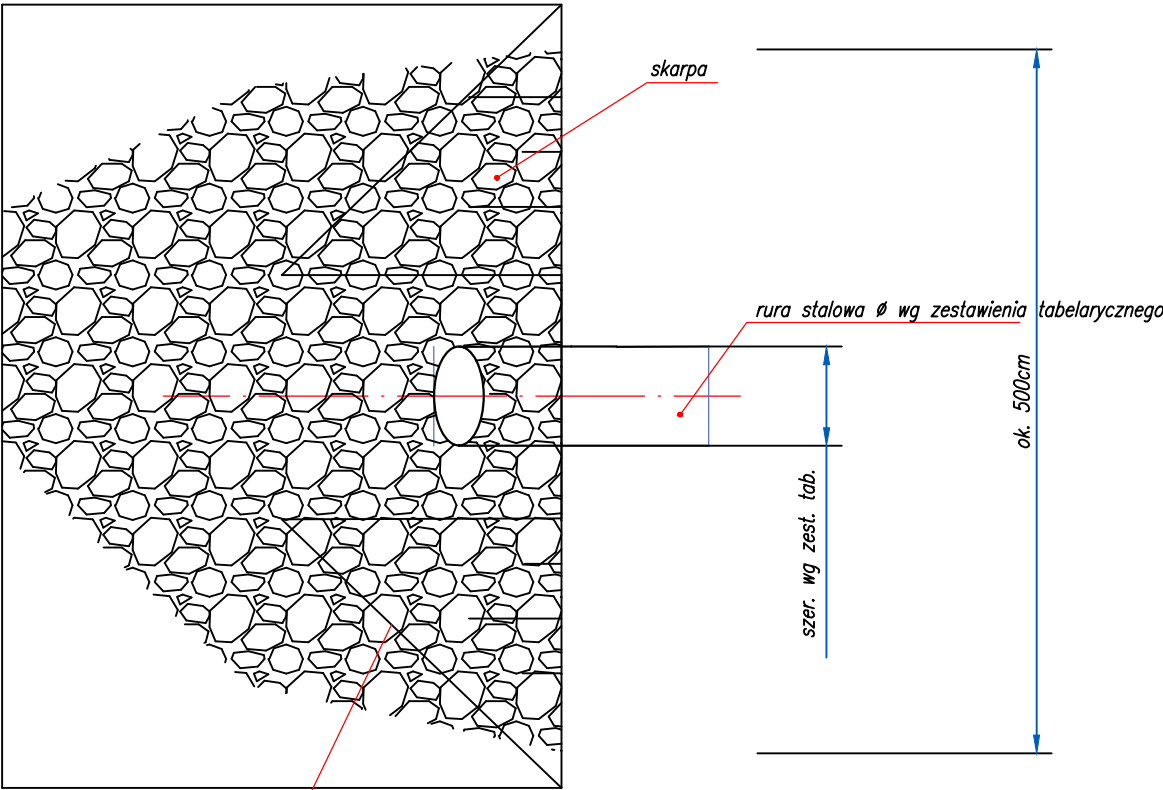 skarpa
rura stalowa Ø wg zestawienia tabelarycznego
ok. 500cm
szer. wg zest. tab.